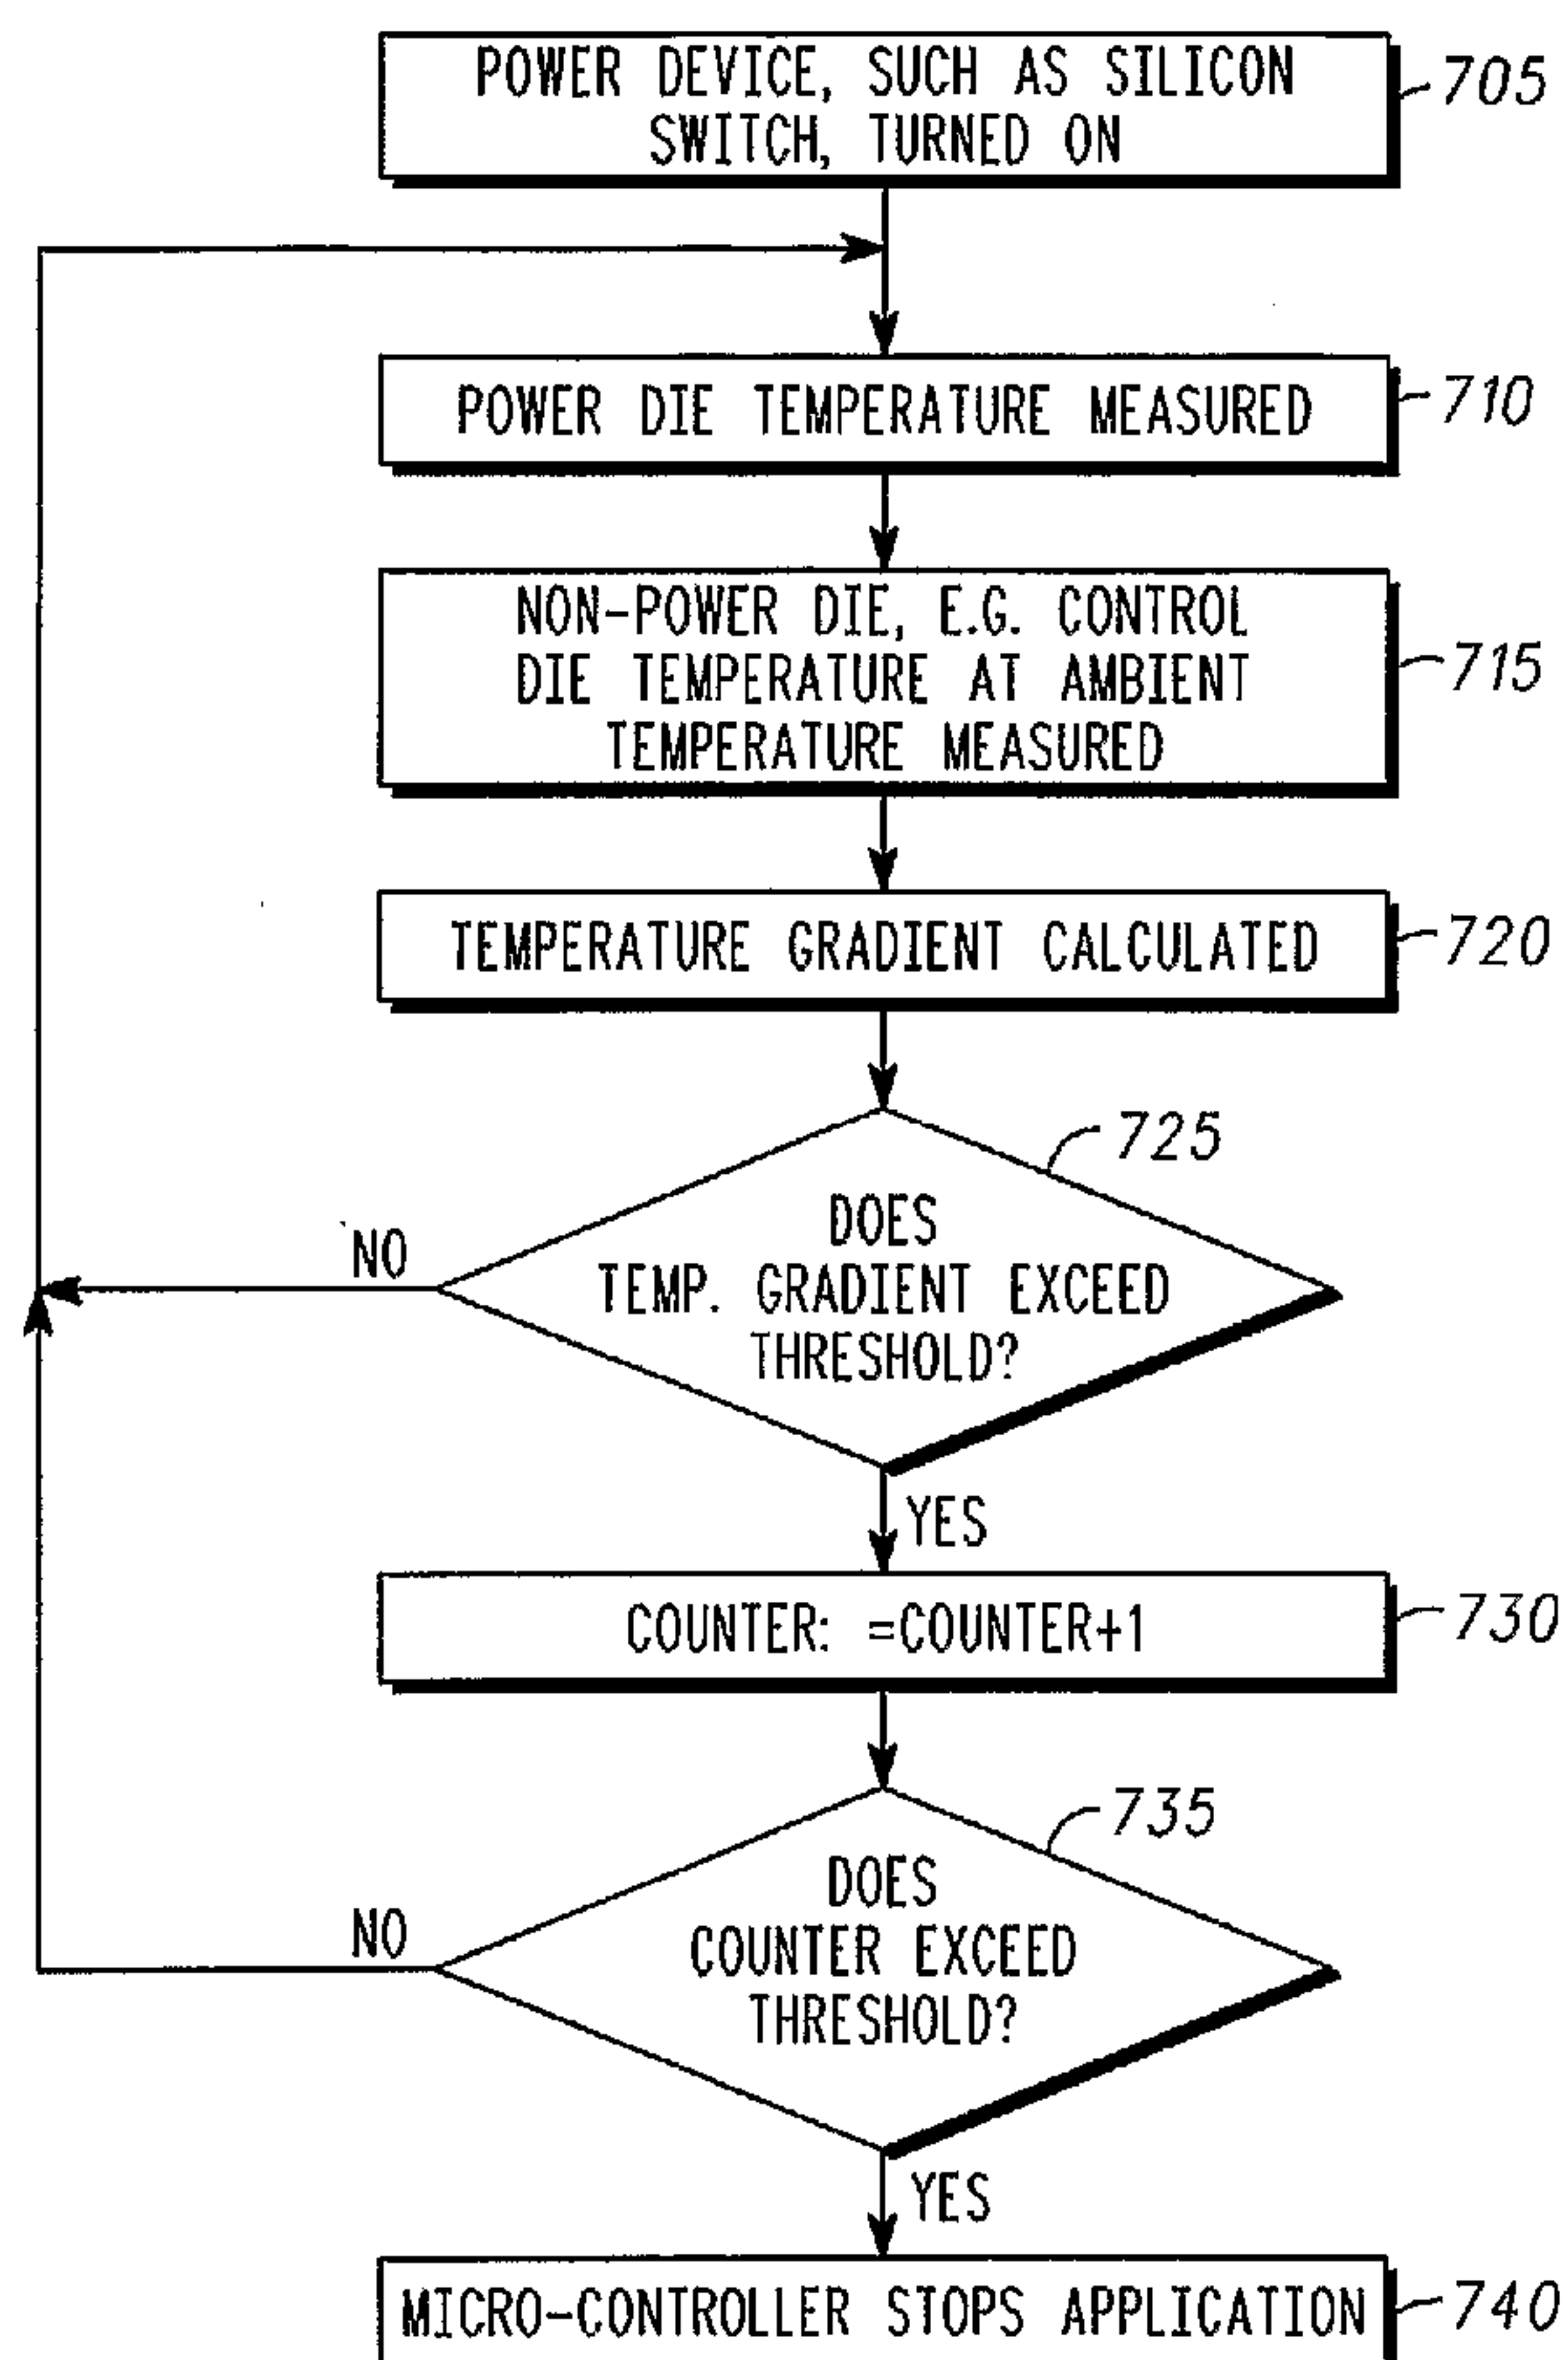 POWER DEVICE, SUCH AS SILICON
SWITCH, TURNED ON
705
POWER DIE TEMPERATURE MEASURED
710
NON-POWER DIE, E.G. CONTROL
DIE TEMPERATURE AT AMBIENT
TEMPERATURE MEASURED
715
TEMPERATURE GRADIENT CALCULATED
720
725
DOES
TEMP. GRADIENT EXCEED
THRESHOLD?
NO
YES
COUNTER: =COUNTER+1
730
735
DOES
COUNTER EXCEED
THRESHOLD?
NO
YES
MICRO-CONTROLLER STOPS APPLICATION
740